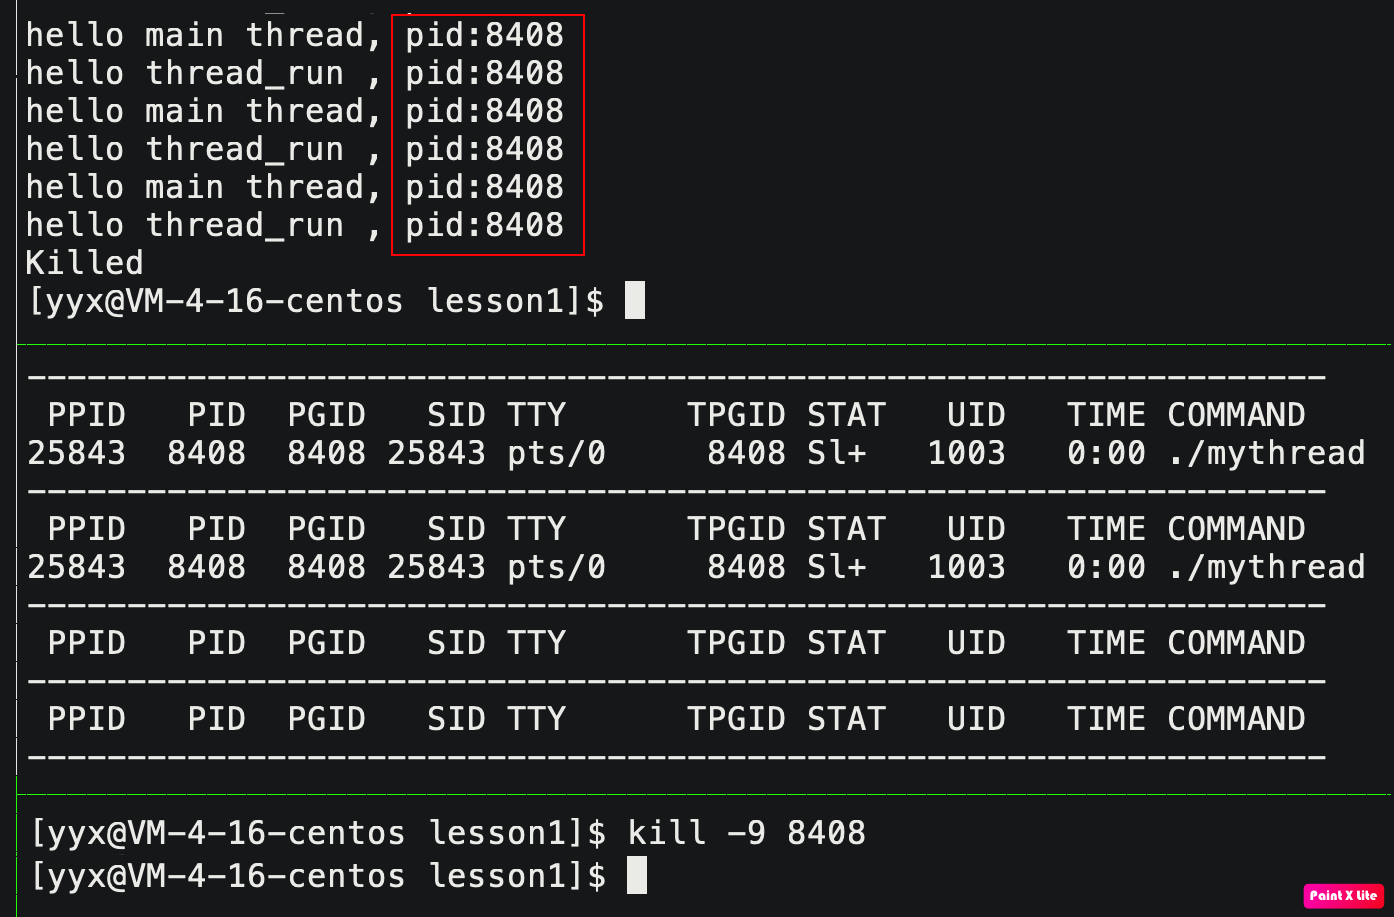 hello main thread, pid:8408
hello thread_run , pid:8408
hello main thread, pid:8408
hello thread_run , pid:8408
hello main thread, pid:8408
hello thread_run , pid:8408
Killed
[yyx@VM-4-16-centos lesson1]$
-----------------------------------------------------------------
 PPID   PID  PGID   SID TTY      TPGID STAT   UID   TIME COMMAND
25843  8408  8408 25843 pts/0     8408 Sl+   1003   0:00 ./mythread
-----------------------------------------------------------------
 PPID   PID  PGID   SID TTY      TPGID STAT   UID   TIME COMMAND
25843  8408  8408 25843 pts/0     8408 Sl+   1003   0:00 ./mythread
-----------------------------------------------------------------
 PPID   PID  PGID   SID TTY      TPGID STAT   UID   TIME COMMAND
-----------------------------------------------------------------
 PPID   PID  PGID   SID TTY      TPGID STAT   UID   TIME COMMAND
-----------------------------------------------------------------
[yyx@VM-4-16-centos lesson1]$ kill -9 8408
[yyx@VM-4-16-centos lesson1]$
Paint X Lite